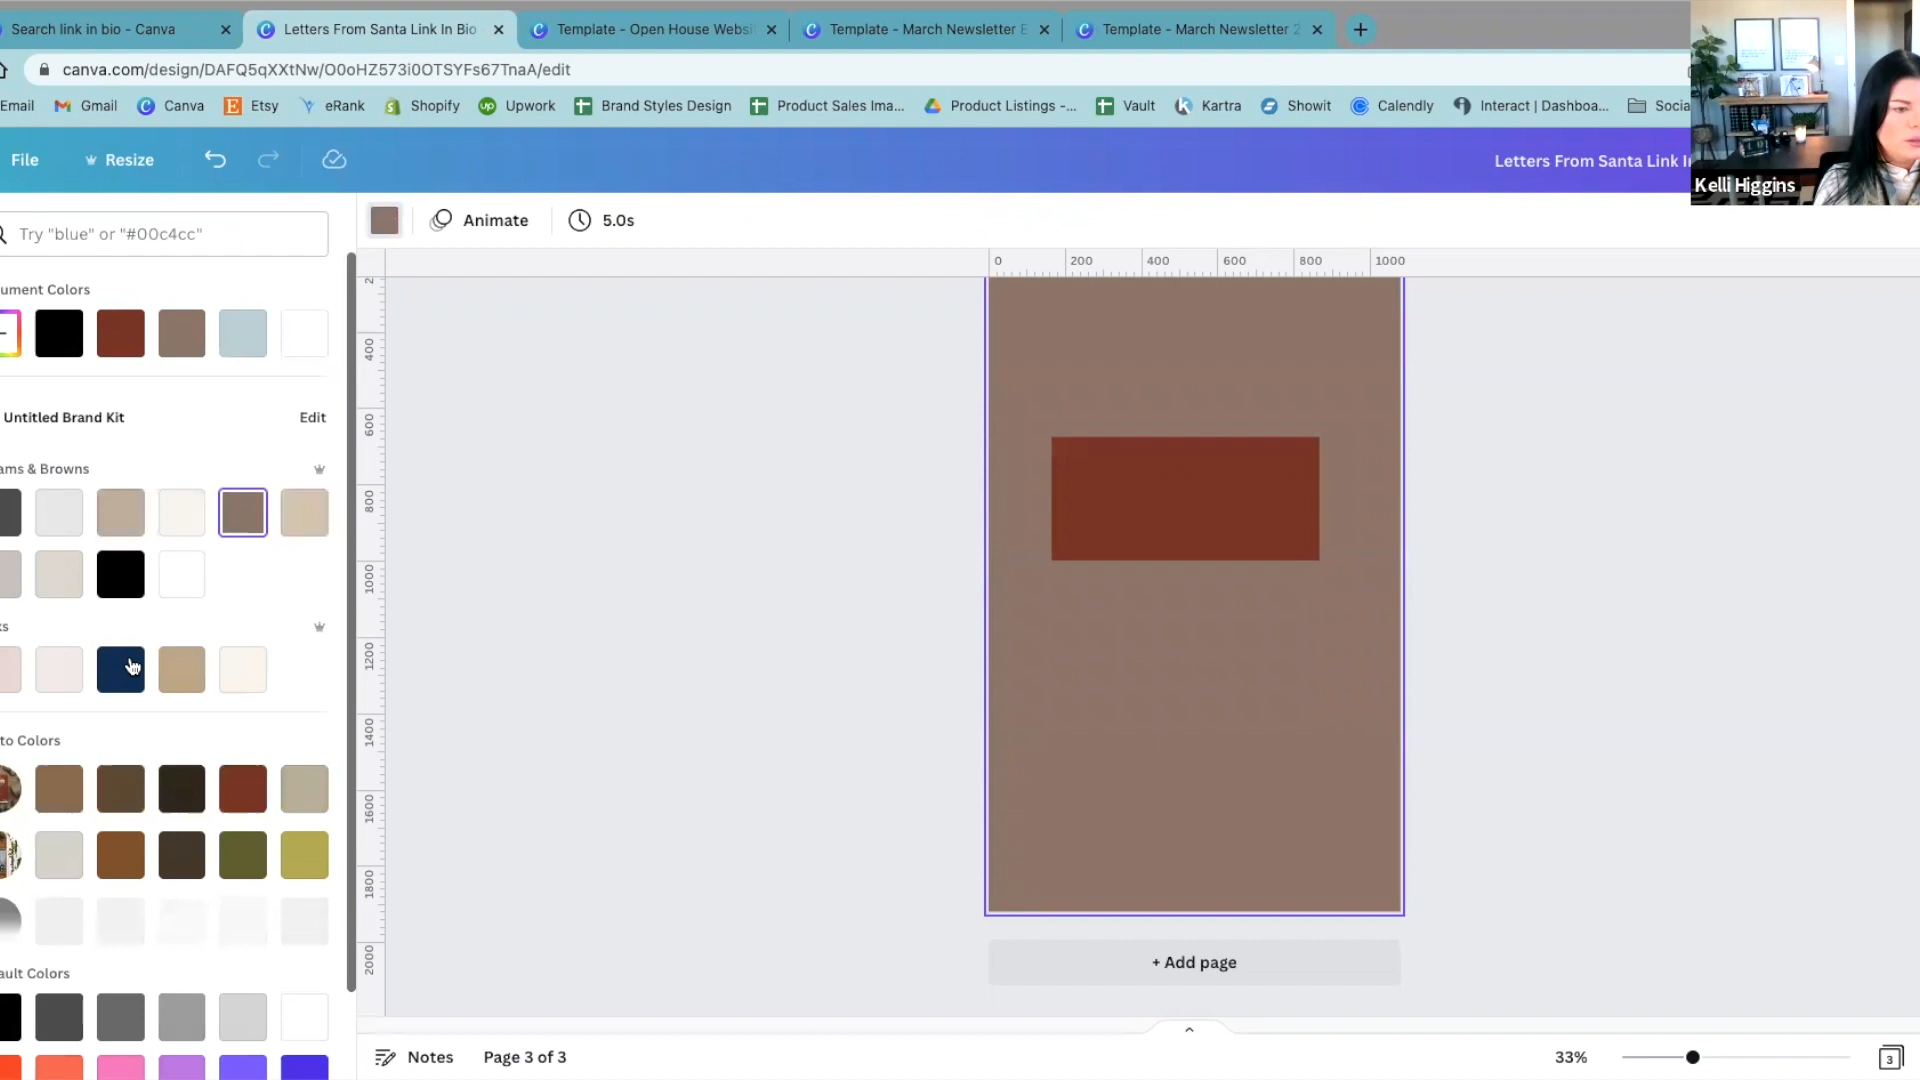 Search link in bio - Canva
Letters From Santa Link In Bio
Template - Open House Websi
Template - March Newsletter E
Template - March Newsletter 2
canva.com/design/DAFQ5qXXtNw/O0oHZ573i0OTSYFs67TnaA/edit
Email Gmail Canva Etsy eRank Shopify Upwork Brand Styles Design Product Sales Ima... Product Listings -... Vault Kartra Showit Calendly Interact | Dashboa... Socia
File Resize Letters From Santa Link I
Kelli Higgins
Try "blue" or "#00c4cc"
Animate 5.0s
0 200 400 600 800 1000
ument Colors
Untitled Brand Kit Edit
ams & Browns
ks
to Colors
ault Colors
2
400
600
800
1000
1200
1400
1600
1800
2000
+ Add page
Notes Page 3 of 3 33% 3